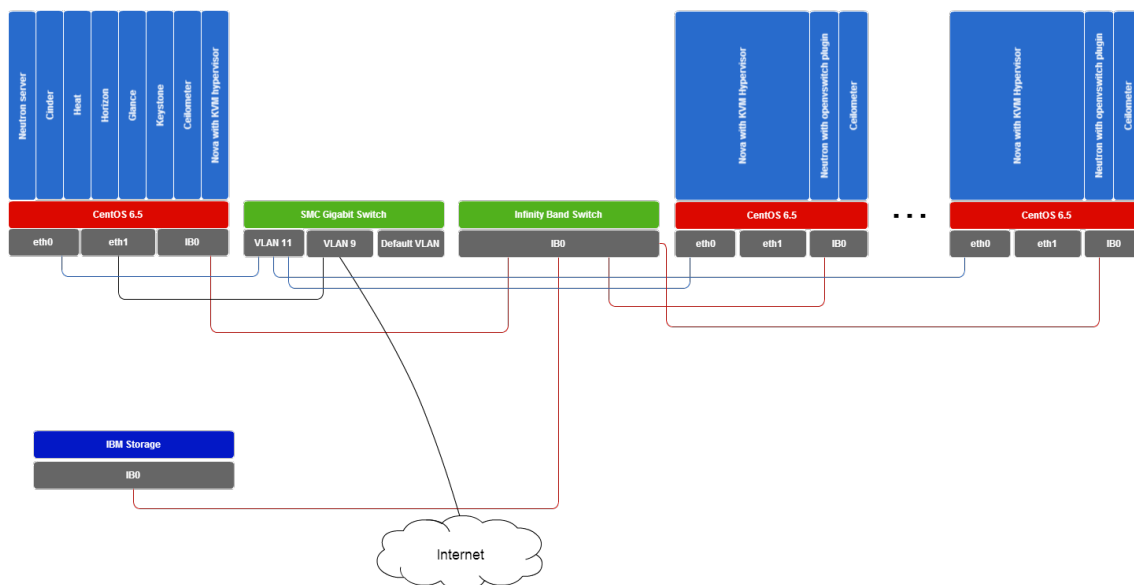 Neutron server
Cinder
Heat
Horizon
Glance
Keystone
Ceilometer
Nova with KVM hypervisor
CentOS 6.5
eth0
eth1
IB0
SMC Gigabit Switch
VLAN 11
VLAN 9
Default VLAN
Infinity Band Switch
IB0
Nova with KVM Hypervisor
Neutron with openvswitch plugin
Ceilometer
CentOS 6.5
eth0
eth1
IB0
...
Nova with KVM Hypervisor
Neutron with openvswitch plugin
Ceilometer
CentOS 6.5
eth0
eth1
IB0
IBM Storage
IB0
Internet